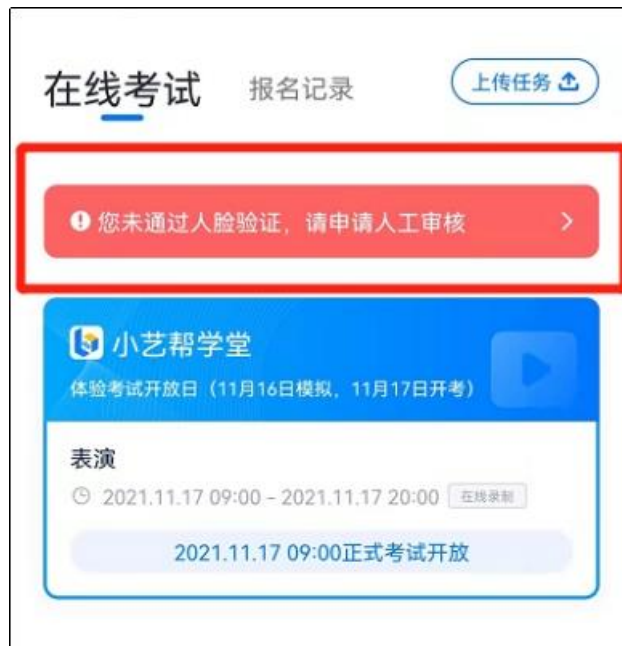 在线考试 报名记录 上传任务
您未通过人脸验证，请申请人工审核
小艺帮学堂
体验考试开放日（11月16日模拟，11月17日开考）
表演
2021.11.17 09:00 - 2021.11.17 20:00 在线录制
2021.11.17 09:00正式考试开放